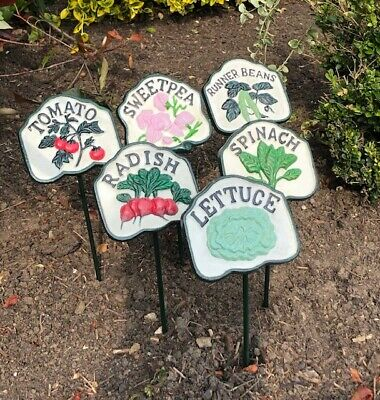 TOMATO
SWEETPEA
RUNNER BEANS
RADISH
SPINACH
LETTUCE